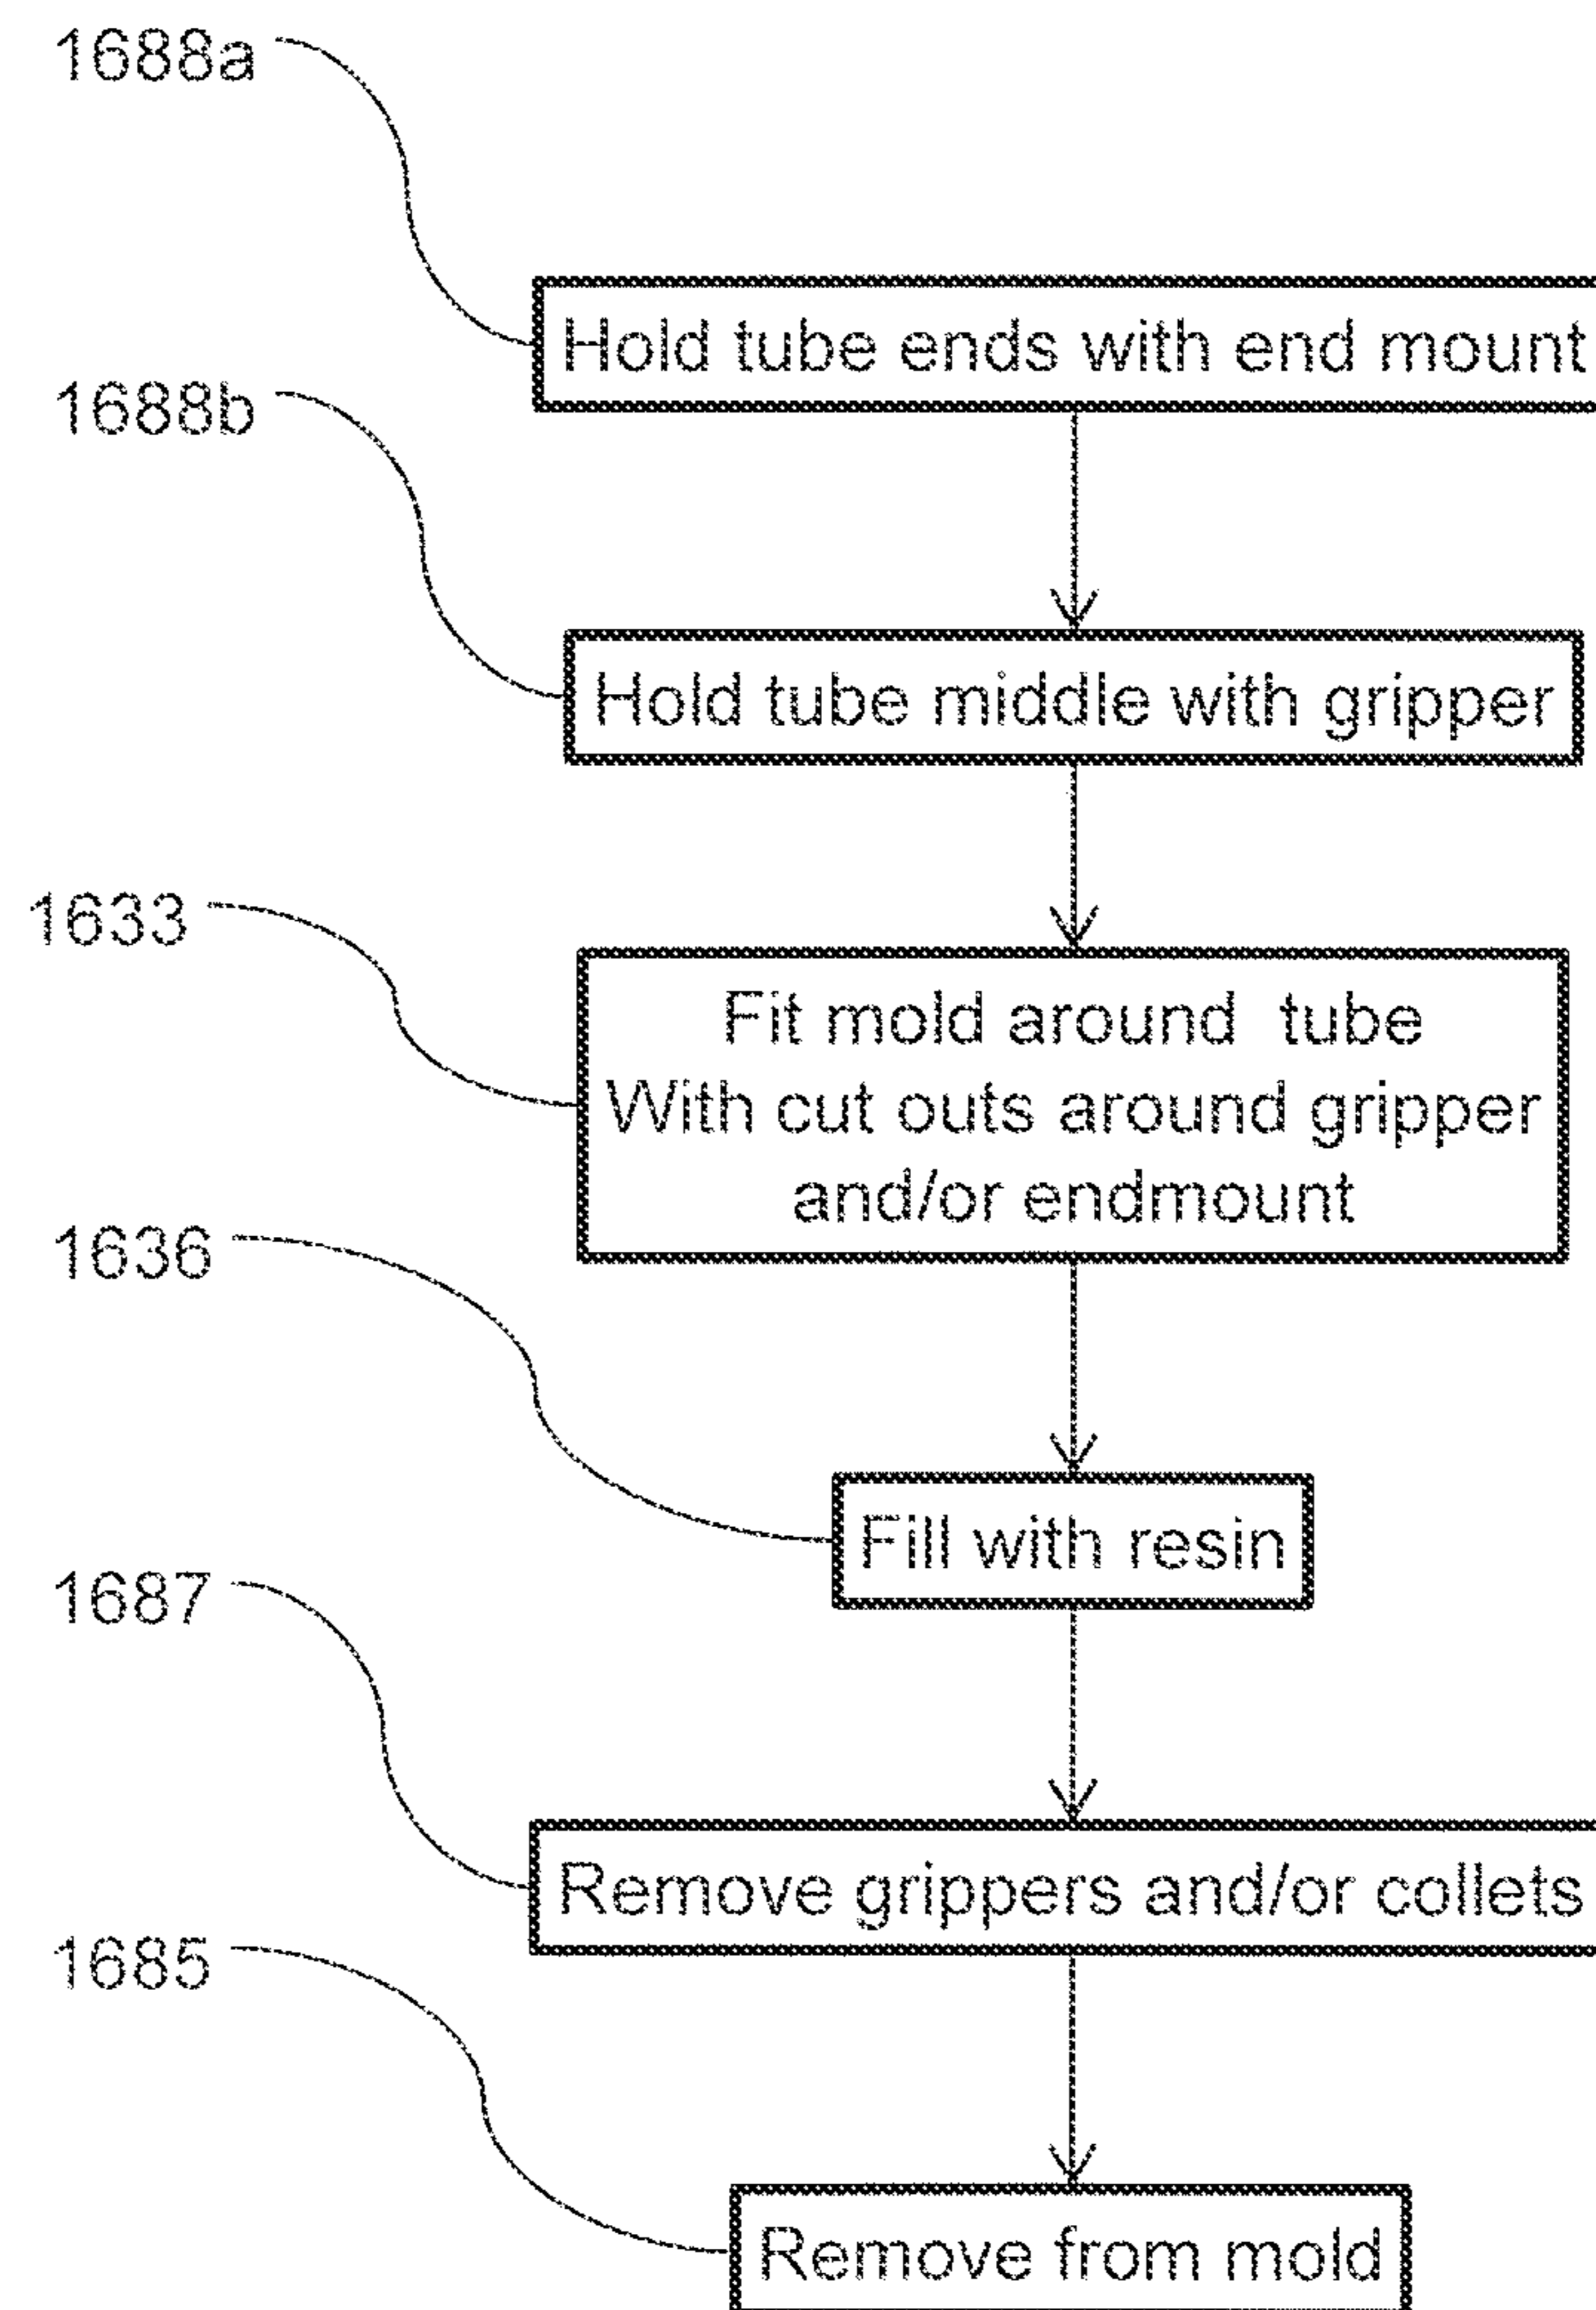 1688a
Hold tube ends with end mount
1688b
Hold tube middle with gripper
1633
Fit mold around tube
With cut outs around gripper
and/or endmount
1636
Fill with resin
1687
Remove grippers and/or collets
1685
Remove from mold